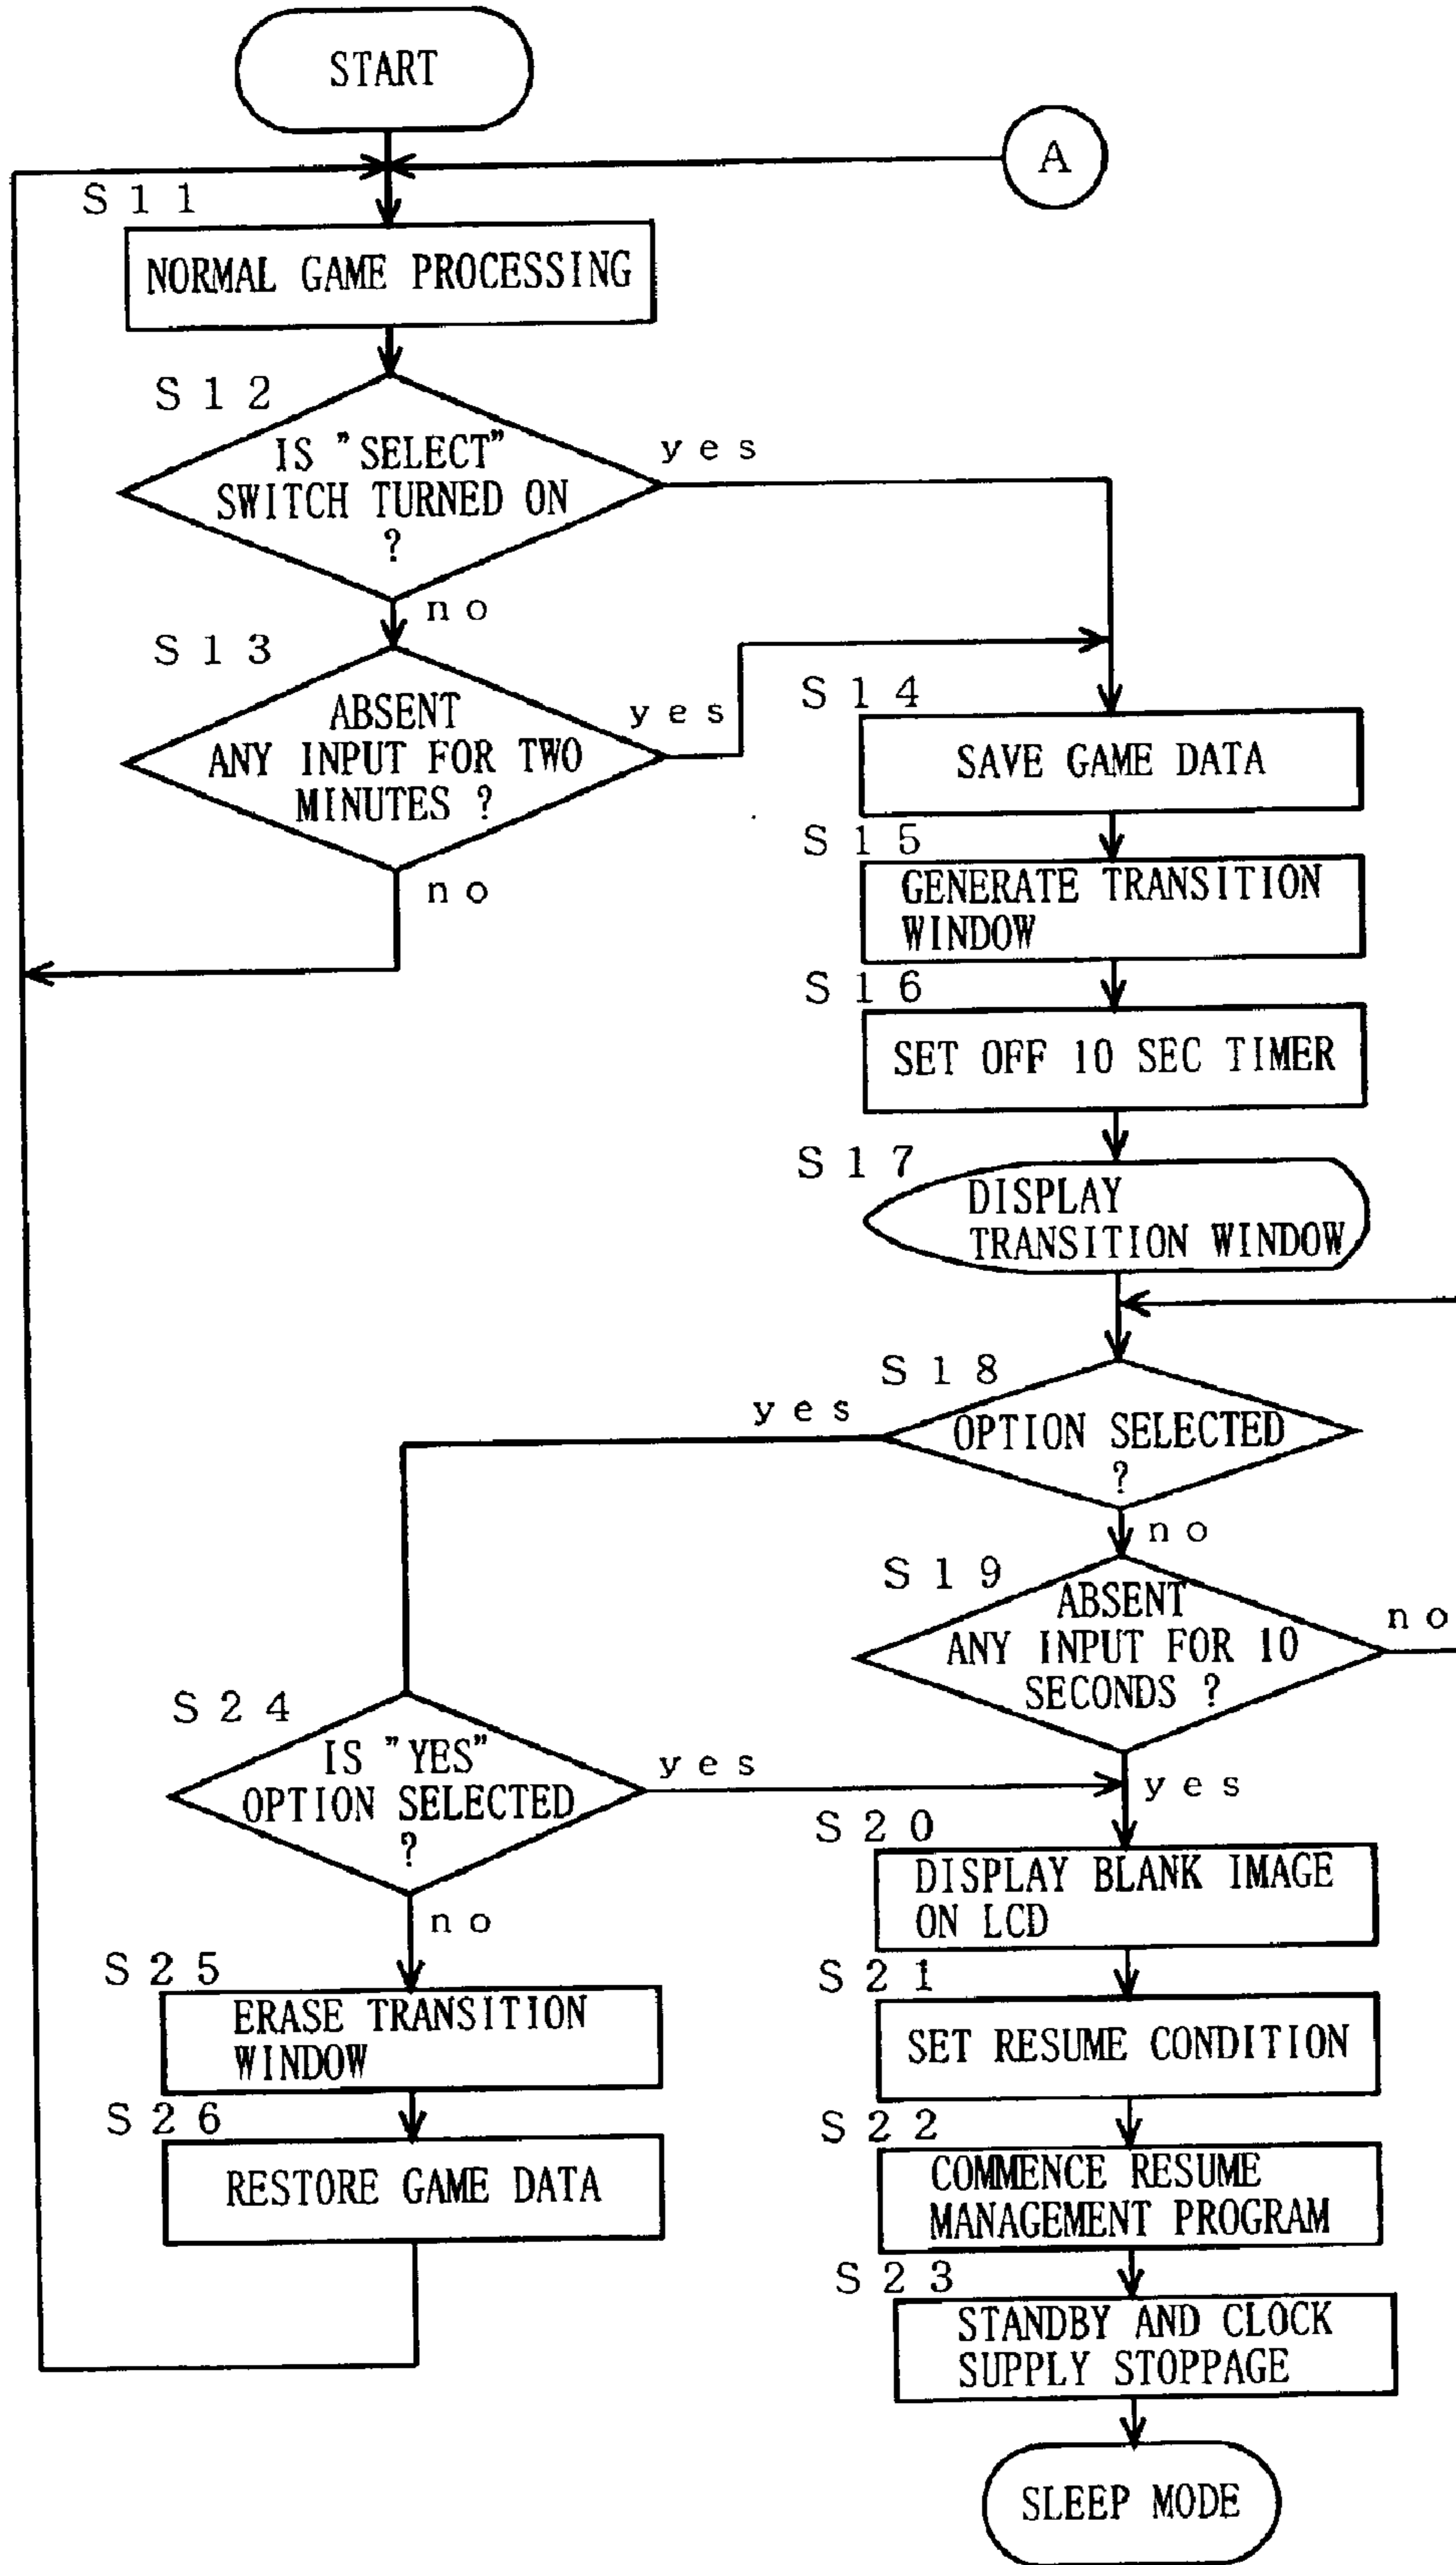 START
A
S11
NORMAL GAME PROCESSING
S12
IS "SELECT"
SWITCH TURNED ON
?
yes
no
S13
ABSENT
ANY INPUT FOR TWO
MINUTES ?
yes
no
S14
SAVE GAME DATA
S15
GENERATE TRANSITION
WINDOW
S16
SET OFF 10 SEC TIMER
S17
DISPLAY
TRANSITION WINDOW
S18
OPTION SELECTED
?
yes
no
S19
ABSENT
ANY INPUT FOR 10
SECONDS ?
no
yes
S24
IS "YES"
OPTION SELECTED
?
yes
no
S20
DISPLAY BLANK IMAGE
ON LCD
S21
SET RESUME CONDITION
S22
COMMENCE RESUME
MANAGEMENT PROGRAM
S23
STANDBY AND CLOCK
SUPPLY STOPPAGE
SLEEP MODE
S25
ERASE TRANSITION
WINDOW
S26
RESTORE GAME DATA